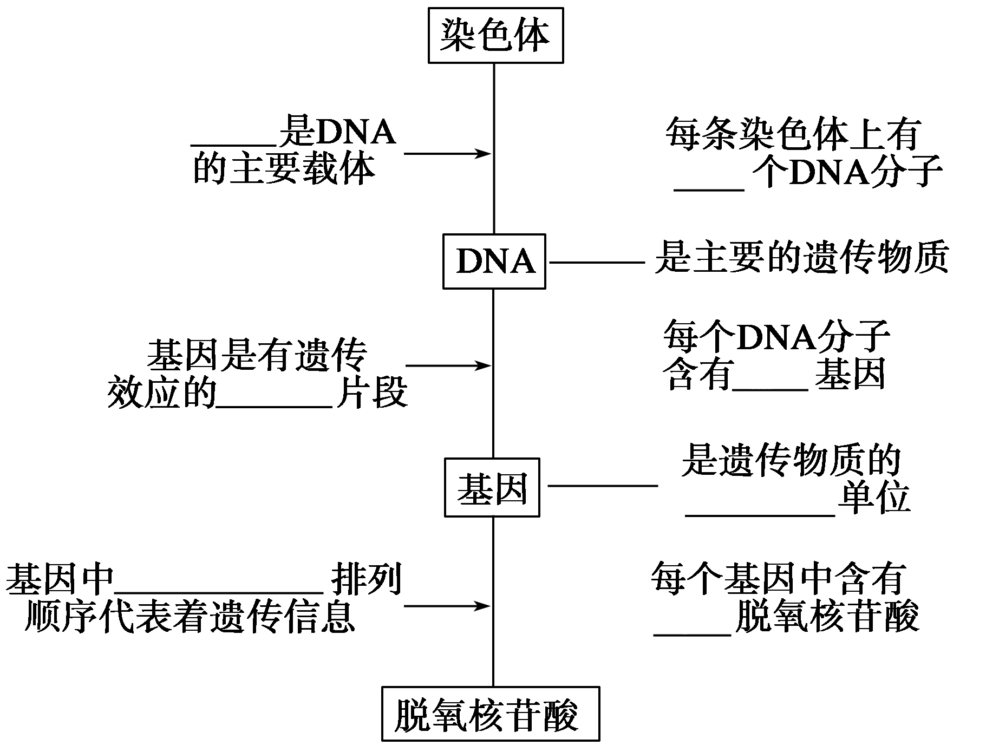 染色体
______是DNA
的主要载体
每条染色体上有
_____个DNA分子
DNA
是主要的遗传物质
基因是有遗传
效应的________片段
每个DNA分子
含有_____基因
基因
是遗传物质的
__________单位
基因中______________排列
顺序代表着遗传信息
每个基因中含有
_____脱氧核苷酸
脱氧核苷酸